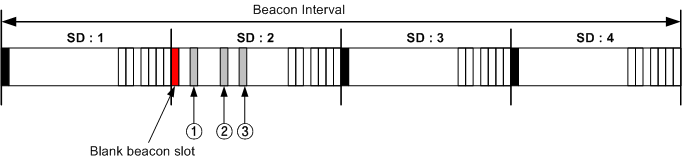 Beacon Interval
SD : 1 SD : 2 SD : 3 SD : 4
1 2 3
Blank beacon slot